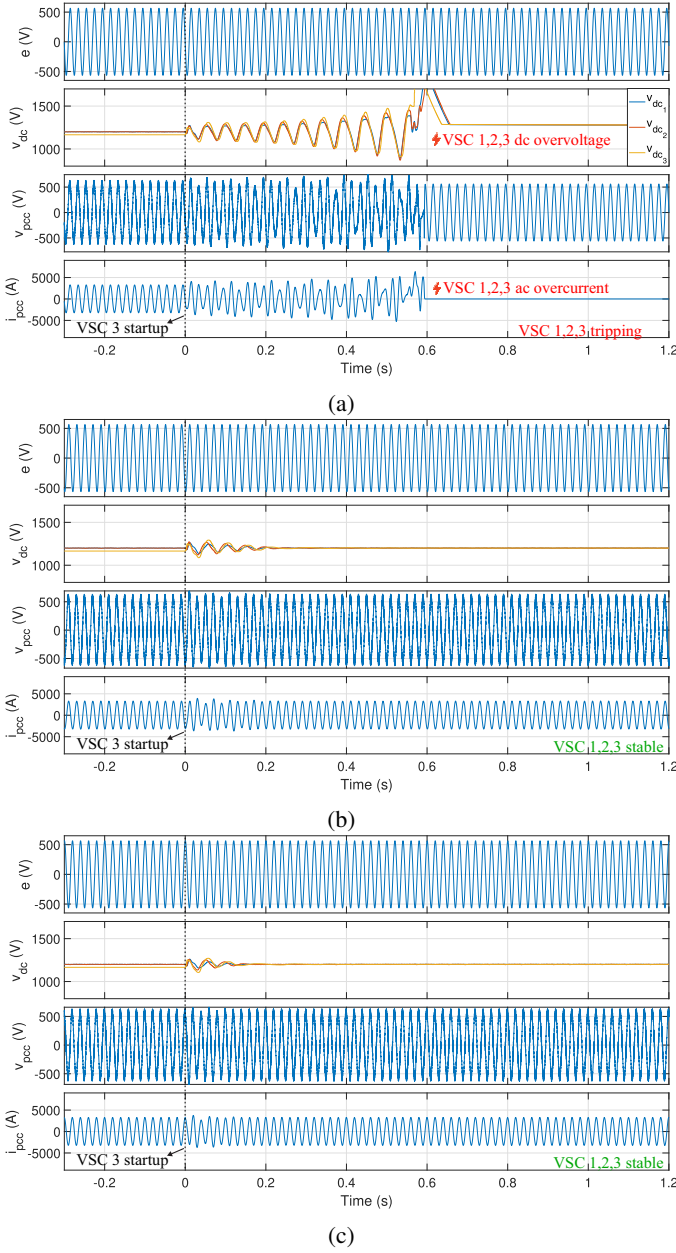 500
0
-500
e (V)
1500
1000
v_dc (V)
v_dc_1
v_dc_2
v_dc_3
VSC 1,2,3 dc overvoltage
500
0
-500
v_pcc (V)
5000
0
-5000
i_pcc (A)
VSC 1,2,3 ac overcurrent
VSC 3 startup
VSC 1,2,3 tripping
-0.2 0 0.2 0.4 0.6 0.8 1 1.2
Time (s)
(a)
500
0
-500
e (V)
1500
1000
v_dc (V)
500
0
-500
v_pcc (V)
5000
0
-5000
i_pcc (A)
VSC 3 startup
VSC 1,2,3 stable
-0.2 0 0.2 0.4 0.6 0.8 1 1.2
Time (s)
(b)
500
0
-500
e (V)
1500
1000
v_dc (V)
500
0
-500
v_pcc (V)
5000
0
-5000
i_pcc (A)
VSC 3 startup
VSC 1,2,3 stable
-0.2 0 0.2 0.4 0.6 0.8 1 1.2
Time (s)
(c)